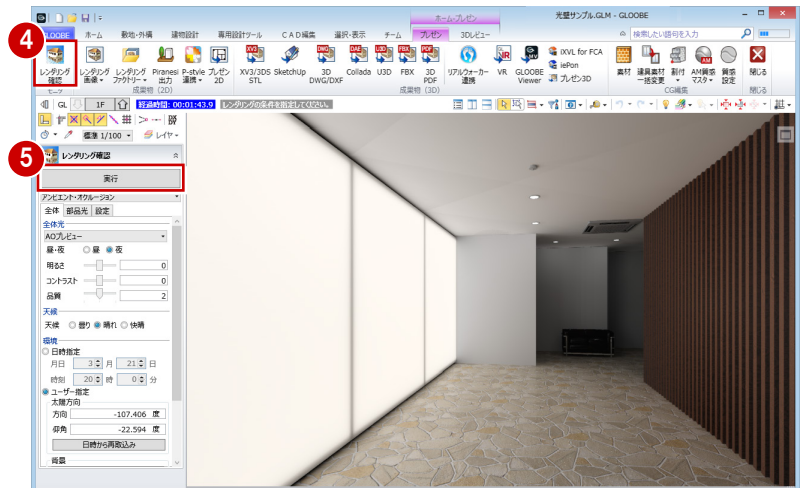 ホーム・プレゼン
光壁サンプル.GLM - GLOOBE
GLOOBE ホーム 敷地・外構 建物設計 専用設計ツール CAD編集 選択・表示 チーム プレゼン 3Dレビュー 検索したい語句を入力
4
レンダリング確認
レンダリング画像
レンダリングファクトリー
Piranesi出力
P-style連携
プレゼン2D
XV3
XV3/3DS STL
SketchUp
DWG
3D DWG/DXF
DAE
Collada
U3D
U3D
FBX
FBX
PDF
3D PDF
リアルウォーカー連携
VR
VR
GLOOBE Viewer
IXVL for FCA
iePon
プレゼン3D
素材
建具素材一括変更
割付
AM
AM質感マスタ
質感設定
閉じる
成果物 (2D)
成果物 (3D)
CG編集
閉じる
GL 1F 経過時間: 00:01:43.9 レンダリングの条件を指定してください。
標準 1/100 レイヤ
5
レンダリング確認
実行
アンビエント・オクルージョン
全体 部品光 設定
全体光
AOプレビュー
昼・夜 昼 夜
明るさ 0
コントラスト 0
品質 2
天候
天候 曇り 晴れ 快晴
環境
日時指定
月日 3 月 21 日
時刻 20 時 0 分
ユーザー指定
太陽方向
方向 -107.406 度
仰角 -22.594 度
日時から再取込み
背景